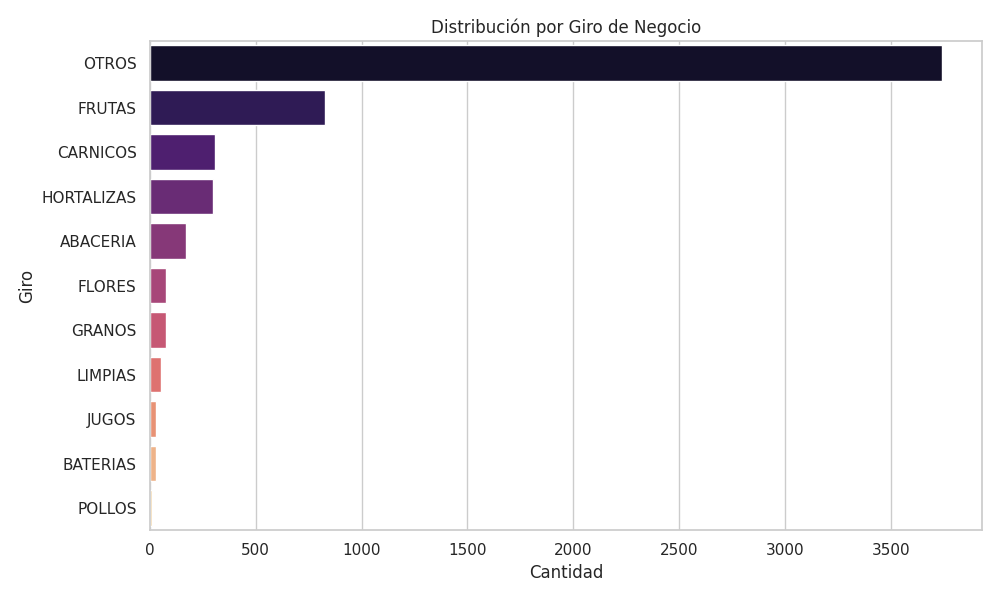 Distribución por Giro de Negocio
OTROS
FRUTAS
CARNICOS
HORTALIZAS
ABACERIA
FLORES
GRANOS
LIMPIAS
JUGOS
BATERIAS
POLLOS
Giro
0 500 1000 1500 2000 2500 3000 3500
Cantidad